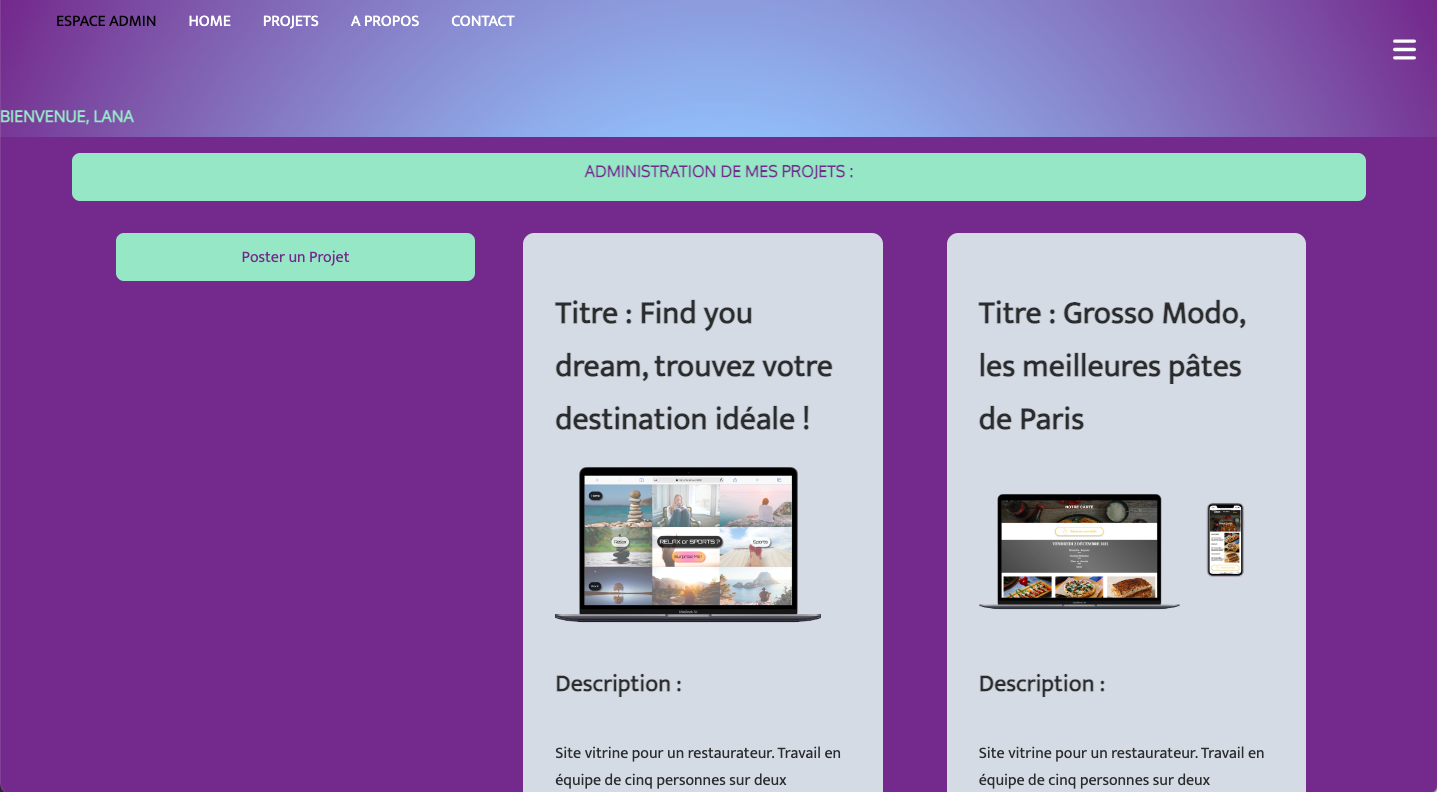 ESPACE ADMIN HOME PROJETS A PROPOS CONTACT
BIENVENUE, LANA
ADMINISTRATION DE MES PROJETS :
Poster un Projet
Titre : Find you
dream, trouvez votre
destination idéale !
RELAX or SPORTS ?
Surprise Me!
Relax
Sports
Description :
Site vitrine pour un restaurateur. Travail en
équipe de cinq personnes sur deux
Titre : Grosso Modo,
les meilleures pâtes
de Paris
NOTRE CARTE
Description :
Site vitrine pour un restaurateur. Travail en
équipe de cinq personnes sur deux